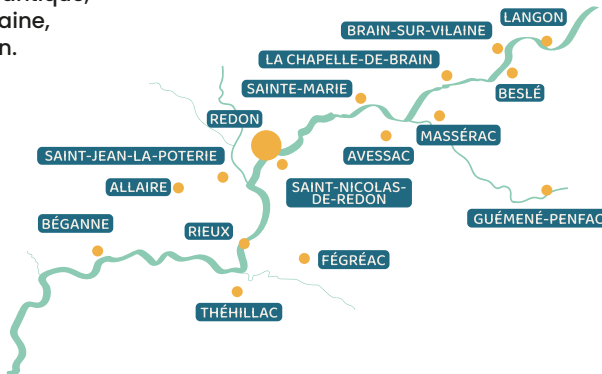 aine,
n.
LANGON
BRAIN-SUR-VILAINE
LA CHAPELLE-DE-BRAIN
SAINTE-MARIE
BESLÉ
REDON
MASSÉRAC
AVESSAC
SAINT-JEAN-LA-POTERIE
ALLAIRE
SAINT-NICOLAS-
DE-REDON
GUÉMENÉ-PENFAO
BÉGANNE
RIEUX
FÉGRÉAC
THÉHILLAC